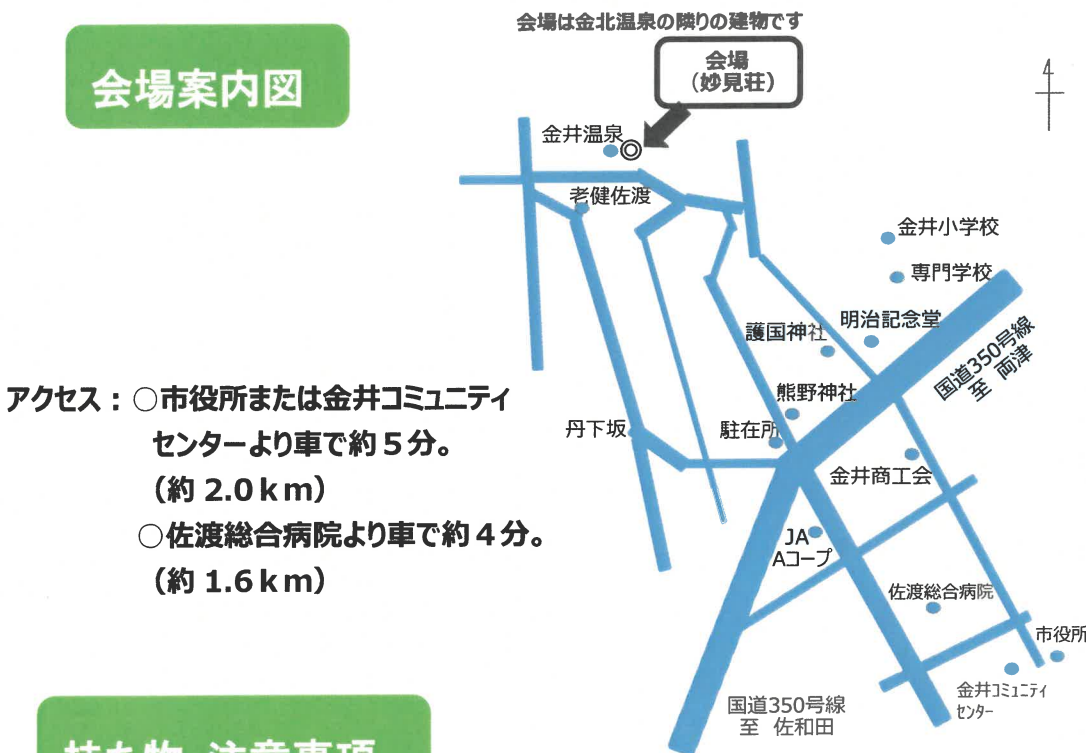 会場は金北温泉の隣りの建物です
会場案内図
会場
（妙見荘）
金井温泉
老健佐渡
金井小学校
専門学校
明治記念堂
護国神社
国道350号線
至 両津
熊野神社
アクセス：○市役所または金井コミュニティ
センターより車で約５分。
（約 2.0ｋｍ）
○佐渡総合病院より車で約４分。
（約 1.6ｋｍ）
丹下坂
駐在所
金井商工会
JA
Aコープ
佐渡総合病院
市役所
金井コミュニティ
センター
国道350号線
至 佐和田
持ち物・注意事項